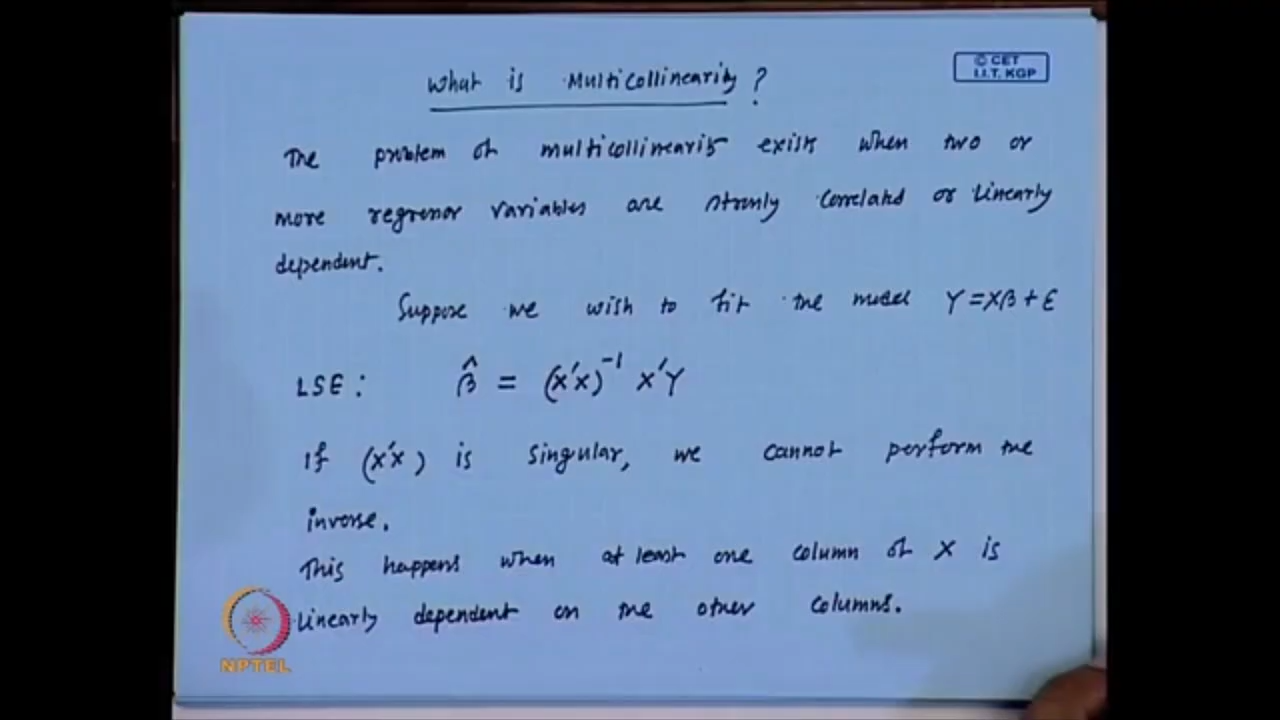 What is Multicollinearity?
© CET
I.I.T. KGP
The problem of multicollinearity exists when two or
more regressor variables are strongly correlated or linearly
dependent.
Suppose we wish to fit the model Y = Xβ + ε
LSE: β̂ = (X'X)⁻¹ X'Y
If (X'X) is singular, we cannot perform the
inverse.
This happens when at least one column of X is
linearly dependent on the other columns.
NPTEL